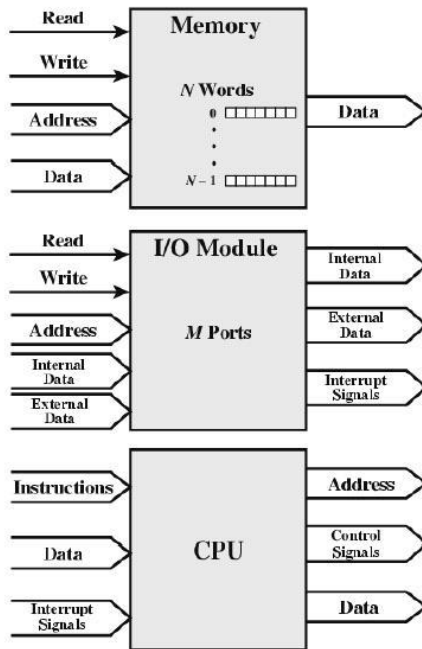 Read
Memory
Write
N Words
Address
0
Data
Data
N – 1
Read
I/O Module
Internal
Data
Write
Address
M Ports
External
Data
Internal
Data
External
Data
Interrupt
Signals
Instructions
Address
Data
CPU
Control
Signals
Interrupt
Signals
Data